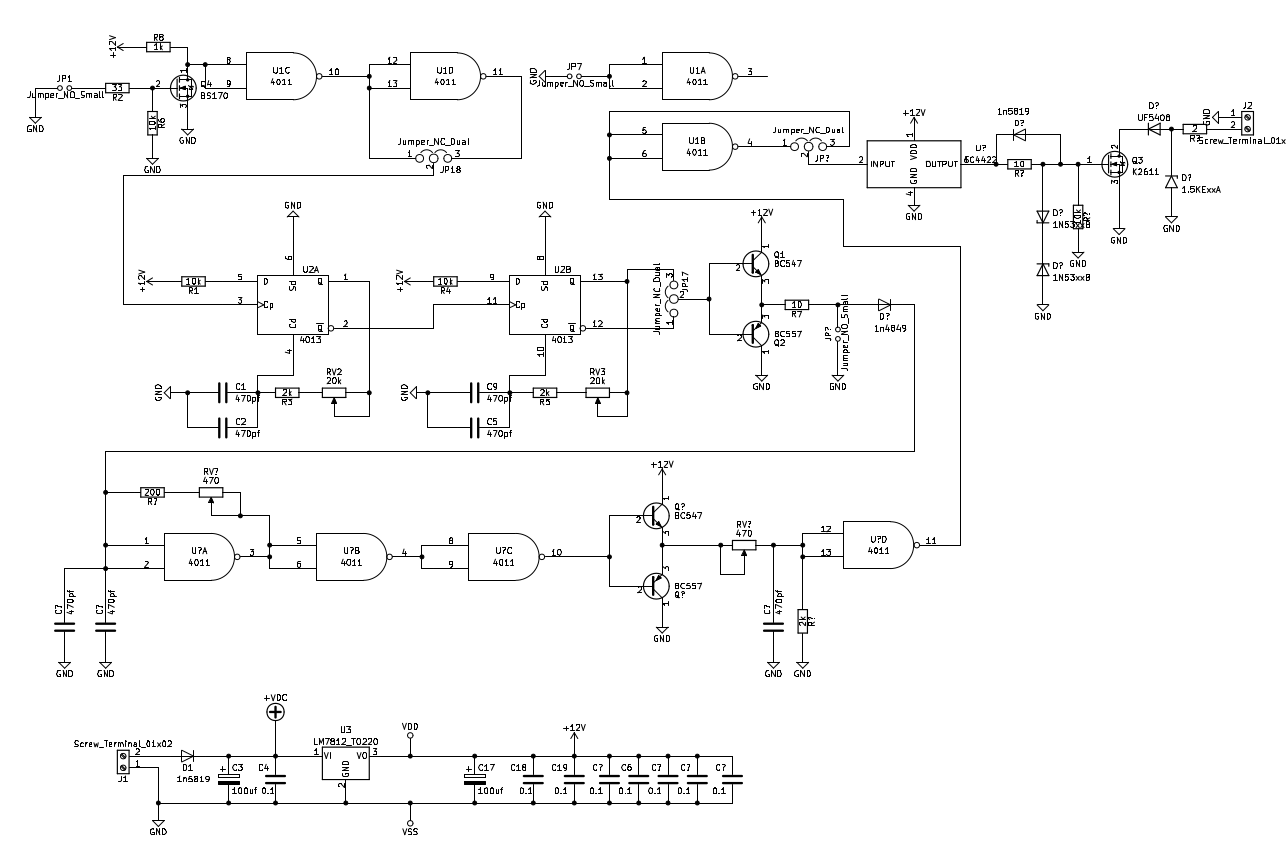 +12V
R8
1k
JP1
Jumper_NO_Small
33
R2
2
1
3
Q4
BS170
10k
R6
GND
GND
GND
8
9
U1C
4011
10
12
13
U1D
4011
11
Jumper_NC_Dual
1
2
3
JP18
GND
JP7
Jumper_NO_Small
1
2
U1A
4011
3
5
6
U1B
4011
4
Jumper_NC_Dual
1
2
3
JP?
+12V
1
2
INPUT
VDD
GND
OUTPUT
4
GND
U?
TC4422
1n5819
D?
10
R?
D?
1N53xxB
D?
1N53xxB
GND
10k
R?
GND
1
2
3
Q3
K2611
GND
D?
UF5408
D?
1.5KExxA
GND
2
R?
GND
J2
1
2
Screw_Terminal_01x
GND
6
+12V
10k
R1
5
3
D
Cp
Sd
Cd
Q
Q
U2A
4013
1
2
4
GND
C1
470pf
C2
470pf
2k
R3
RV2
20k
GND
8
+12V
10k
R4
9
11
D
Cp
Sd
Cd
Q
Q
U2B
4013
13
12
10
GND
C9
470pf
C5
470pf
2k
R5
RV3
20k
Jumper_NC_Dual
3
2
1
JP17
+12V
1
2
3
Q1
BC547
3
2
1
BC557
Q2
GND
10
R7
JP?
Jumper_NO_Small
GND
D?
1n4849
200
R?
RV?
470
1
2
U?A
4011
3
5
6
U?B
4011
4
8
9
U?C
4011
10
C?
470pf
GND
C?
470pf
GND
+12V
1
2
3
Q?
BC547
3
2
1
BC557
Q?
GND
RV?
470
C?
470pf
GND
2k
R?
GND
12
13
U?D
4011
11
Screw_Terminal_01x02
2
1
J1
D1
1n5819
GND
+VDC
C3
100uf
C4
0.1
U3
LM7812_TO220
1
VI
VO
3
GND
2
VDD
VSS
C17
100uf
+12V
C18
0.1
C19
0.1
C?
0.1
C6
0.1
C?
0.1
C?
0.1
C?
0.1